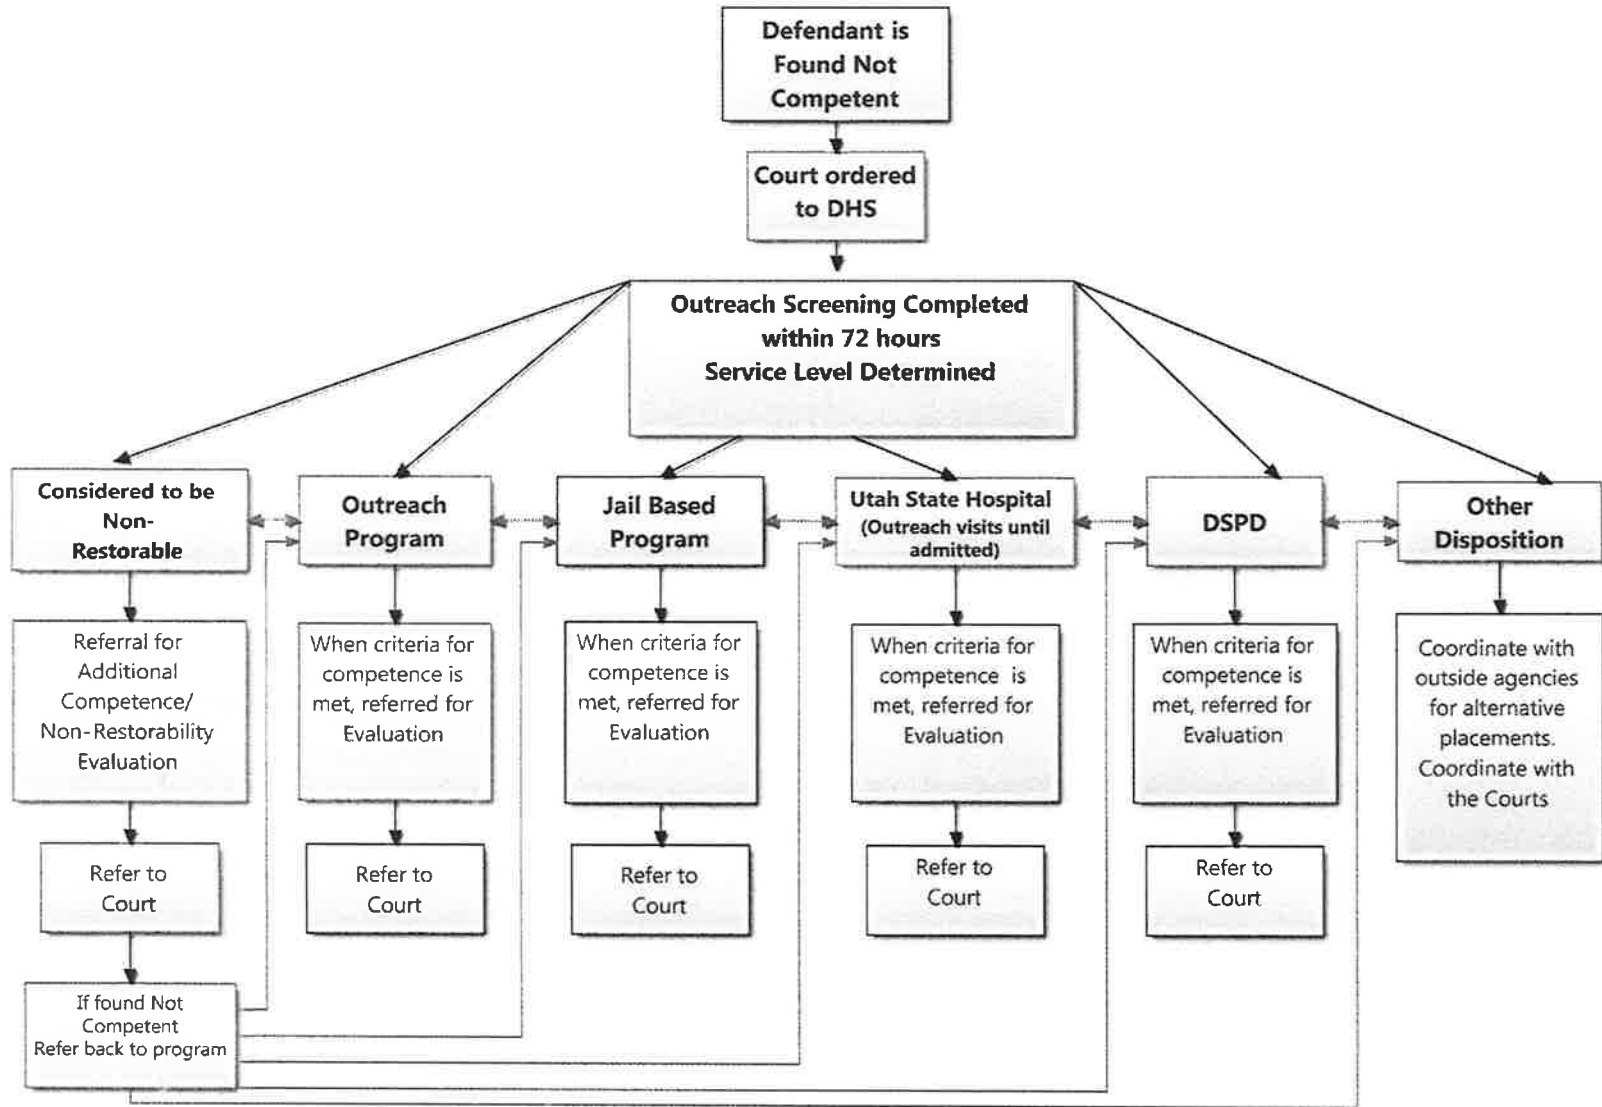 Defendant is
Found Not
Competent
Court ordered
to DHS
Outreach Screening Completed
within 72 hours
Service Level Determined
Considered to be
Non-
Restorable
Outreach
Program
Jail Based
Program
Utah State Hospital
(Outreach visits until
admitted)
DSPD
Other
Disposition
Referral for
Additional
Competence/
Non-Restorability
Evaluation
When criteria for
competence is
met, referred for
Evaluation
When criteria for
competence is
met, referred for
Evaluation
When criteria for
competence is
met, referred for
Evaluation
When criteria for
competence is
met, referred for
Evaluation
Coordinate with
outside agencies
for alternative
placements.
Coordinate with
the Courts
Refer to
Court
Refer to
Court
Refer to
Court
Refer to
Court
Refer to
Court
If found Not
Competent
Refer back to program